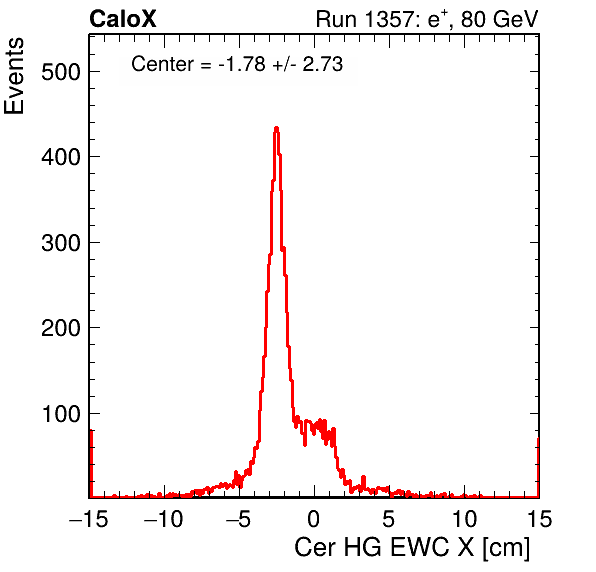 CaloX
Run 1357: e+, 80 GeV
Events
Center = -1.78 +/- 2.73
500
400
300
200
100
−15 −10 −5 0 5 10 15
Cer HG EWC X [cm]